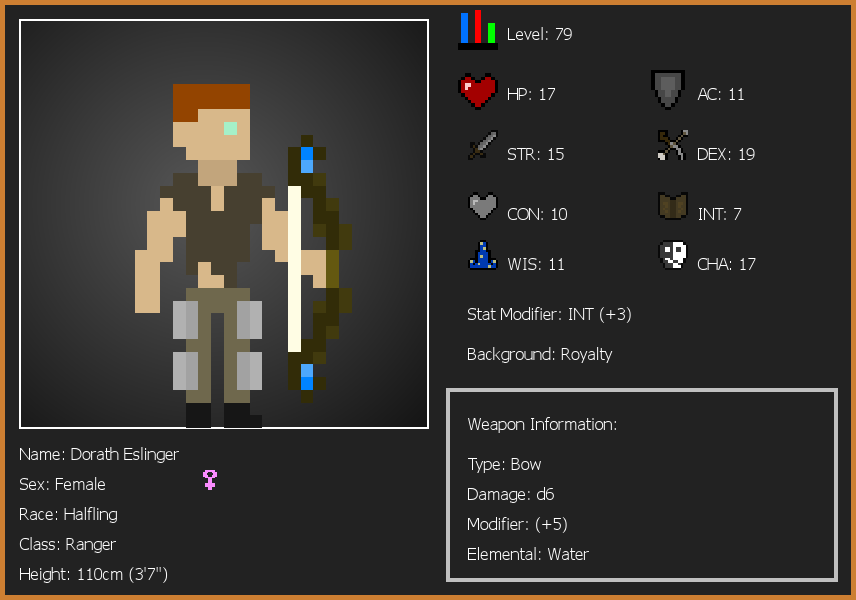 Level: 79
HP: 17
AC: 11
STR: 15
DEX: 19
CON: 10
INT: 7
WIS: 11
CHA: 17
Stat Modifier: INT (+3)
Background: Royalty
Weapon Information:
Type: Bow
Damage: d6
Modifier: (+5)
Elemental: Water
Name: Dorath Eslinger
Sex: Female
Race: Halfling
Class: Ranger
Height: 110cm (3'7")